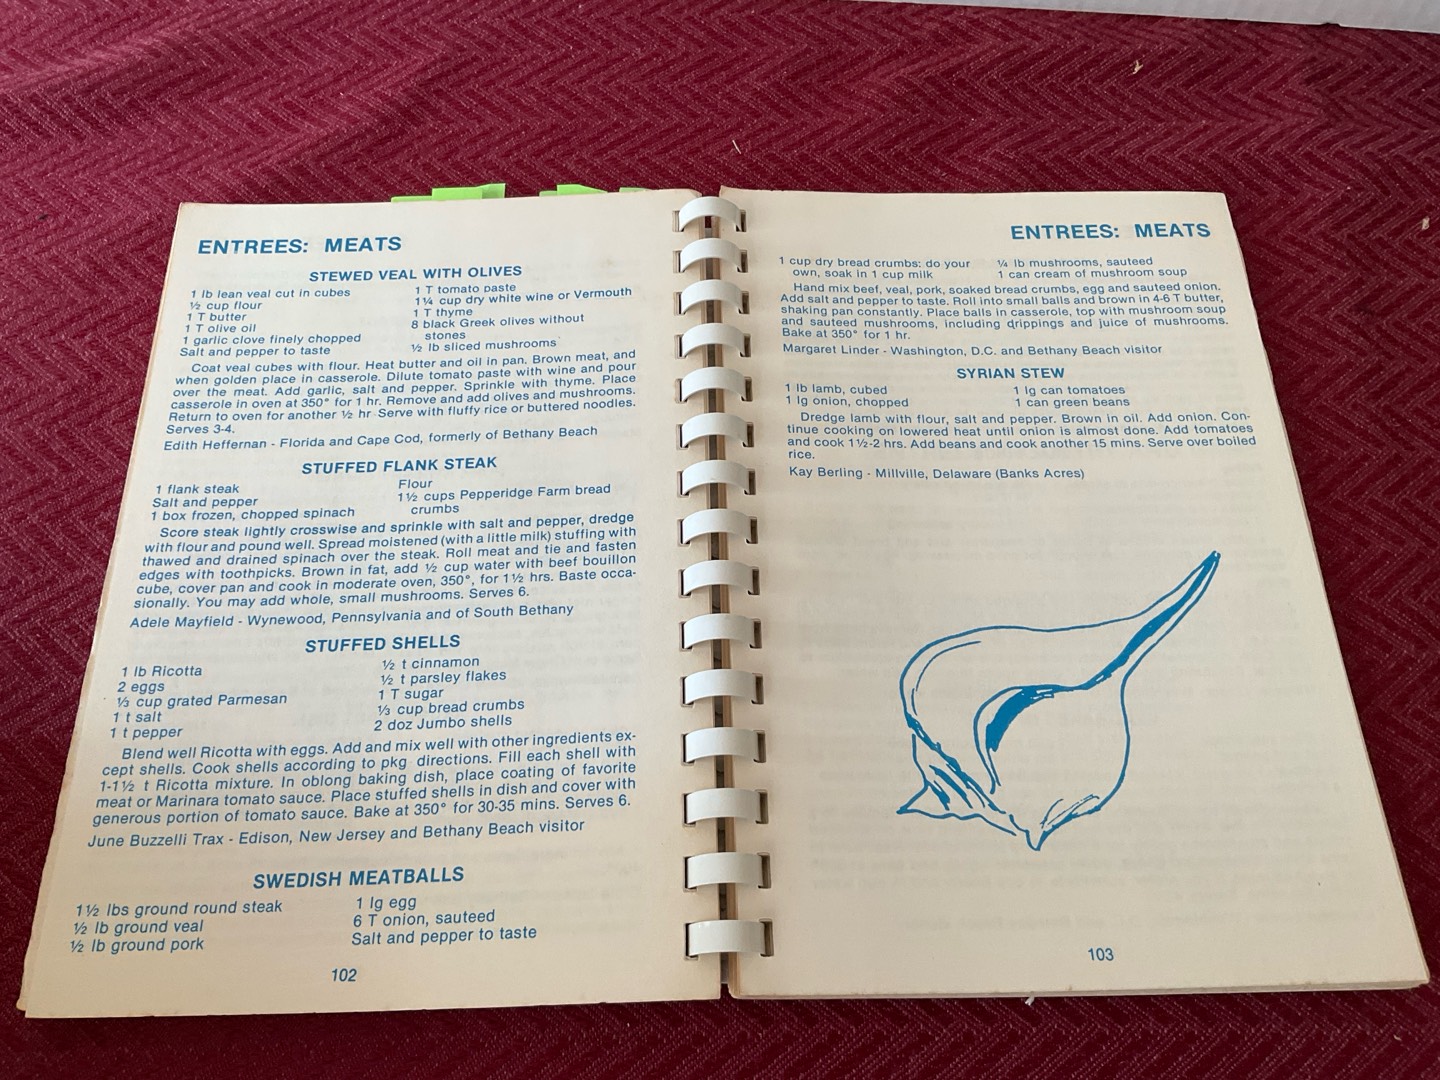 ENTREES: MEATS
STEWED VEAL WITH OLIVES
1 lb lean veal cut in cubes
½ cup flour
1 T butter
1 T olive oil
1 garlic clove finely chopped
Salt and pepper to taste
1 T tomato paste
1¼ cup dry white wine or Vermouth
1 T thyme
8 black Greek olives without
stones
½ lb sliced mushrooms
Coat veal cubes with flour. Heat butter and oil in pan. Brown meat, and
when golden place in casserole. Dilute tomato paste with wine and pour
over the meat. Add garlic, salt and pepper. Sprinkle with thyme. Place
casserole in oven at 350° for 1 hr. Remove and add olives and mushrooms.
Return to oven for another ½ hr Serve with fluffy rice or buttered noodles.
Serves 3-4.
Edith Heffernan - Florida and Cape Cod, formerly of Bethany Beach
STUFFED FLANK STEAK
1 flank steak
Salt and pepper
1 box frozen, chopped spinach
Flour
1½ cups Pepperidge Farm bread
crumbs
Score steak lightly crosswise and sprinkle with salt and pepper, dredge
with flour and pound well. Spread moistened (with a little milk) stuffing with
thawed and drained spinach over the steak. Roll meat and tie and fasten
edges with toothpicks. Brown in fat, add ½ cup water with beef bouillon
cube, cover pan and cook in moderate oven, 350°, for 1½ hrs. Baste occa-
sionally. You may add whole, small mushrooms. Serves 6.
Adele Mayfield - Wynewood, Pennsylvania and of South Bethany
STUFFED SHELLS
1 lb Ricotta
2 eggs
⅓ cup grated Parmesan
1 t salt
1 t pepper
½ t cinnamon
½ t parsley flakes
1 T sugar
⅓ cup bread crumbs
2 doz Jumbo shells
Blend well Ricotta with eggs. Add and mix well with other ingredients ex-
cept shells. Cook shells according to pkg directions. Fill each shell with
1-1½ t Ricotta mixture. In oblong baking dish, place coating of favorite
meat or Marinara tomato sauce. Place stuffed shells in dish and cover with
generous portion of tomato sauce. Bake at 350° for 30-35 mins. Serves 6.
June Buzzelli Trax - Edison, New Jersey and Bethany Beach visitor
SWEDISH MEATBALLS
1½ lbs ground round steak
½ lb ground veal
½ lb ground pork
1 lg egg
6 T onion, sauteed
Salt and pepper to taste
102
ENTREES: MEATS
1 cup dry bread crumbs: do your
own, soak in 1 cup milk
¼ lb mushrooms, sauteed
1 can cream of mushroom soup
Hand mix beef, veal, pork, soaked bread crumbs, egg and sauteed onion.
Add salt and pepper to taste. Roll into small balls and brown in 4-6 T butter,
shaking pan constantly. Place balls in casserole, top with mushroom soup
and sauteed mushrooms, including drippings and juice of mushrooms.
Bake at 350° for 1 hr.
Margaret Linder - Washington, D.C. and Bethany Beach visitor
SYRIAN STEW
1 lb lamb, cubed
1 lg onion, chopped
1 lg can tomatoes
1 can green beans
Dredge lamb with flour, salt and pepper. Brown in oil. Add onion. Con-
tinue cooking on lowered heat until onion is almost done. Add tomatoes
and cook 1½-2 hrs. Add beans and cook another 15 mins. Serve over boiled
rice.
Kay Berling - Millville, Delaware (Banks Acres)
103